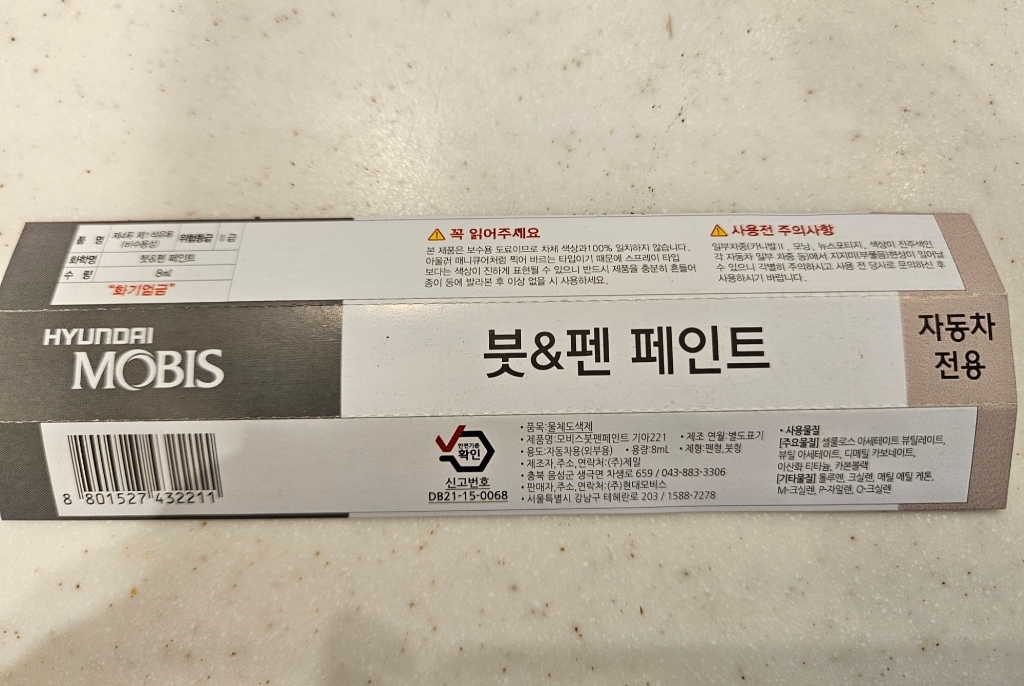 품 명 제4류 제1석유류 (비수용성) 위험등급 II 급
화학명 붓&펜 페인트
수 량 8mℓ
"화기엄금"
꼭 읽어주세요
본 제품은 보수용 도료이므로 차체 색상과100% 일치하지 않습니다.
아울러 매니큐어처럼 찍어 바르는 타입이기 때문에 스프레이 타입
보다는 색상이 진하게 표현될 수 있으니 반드시 제품을 충분히 흔들어
종이 등에 발라본 후 이상 없을 시 사용하세요.
사용전 주의사항
일부차종(카니발II, 모닝, 뉴스포티지, 색상이 진주색인
각 자동차 일부 차종 등)에서 지지미(부풀음)현상이 일어날
수 있으니 각별히 주의하시고 사용 전 당사로 문의하신 후
사용하시기 바랍니다.
HYUNDAI
MOBIS
붓&펜 페인트
자동차
전용
8 801527 432211
안전기준
확인
신고번호
DB21-15-0068
• 품목:물체도색제
• 제품명:모비스붓펜페인트 기아221 • 제조 연월:별도표기
• 용도:자동차용(외부용) • 용량:8mL • 제형:펜형,붓형
• 제조자,주소,연락처:(주)제일
• 충북 음성군 생극면 차생로 659 / 043-883-3306
• 판매자,주소,연락처:(주)현대모비스
• 서울특별시 강남구 테헤란로 203 / 1588-7278
• 사용물질
[주요물질] 셀룰로스 아세테이트 뷰틸레이트,
뷰틸 아세테이트, 디메틸 카보네이트,
이산화 티타늄, 카본블랙
[기타물질] 톨루엔, 크실렌, 메틸 에틸 케톤,
M-크실렌, P-자일렌, O-크실렌